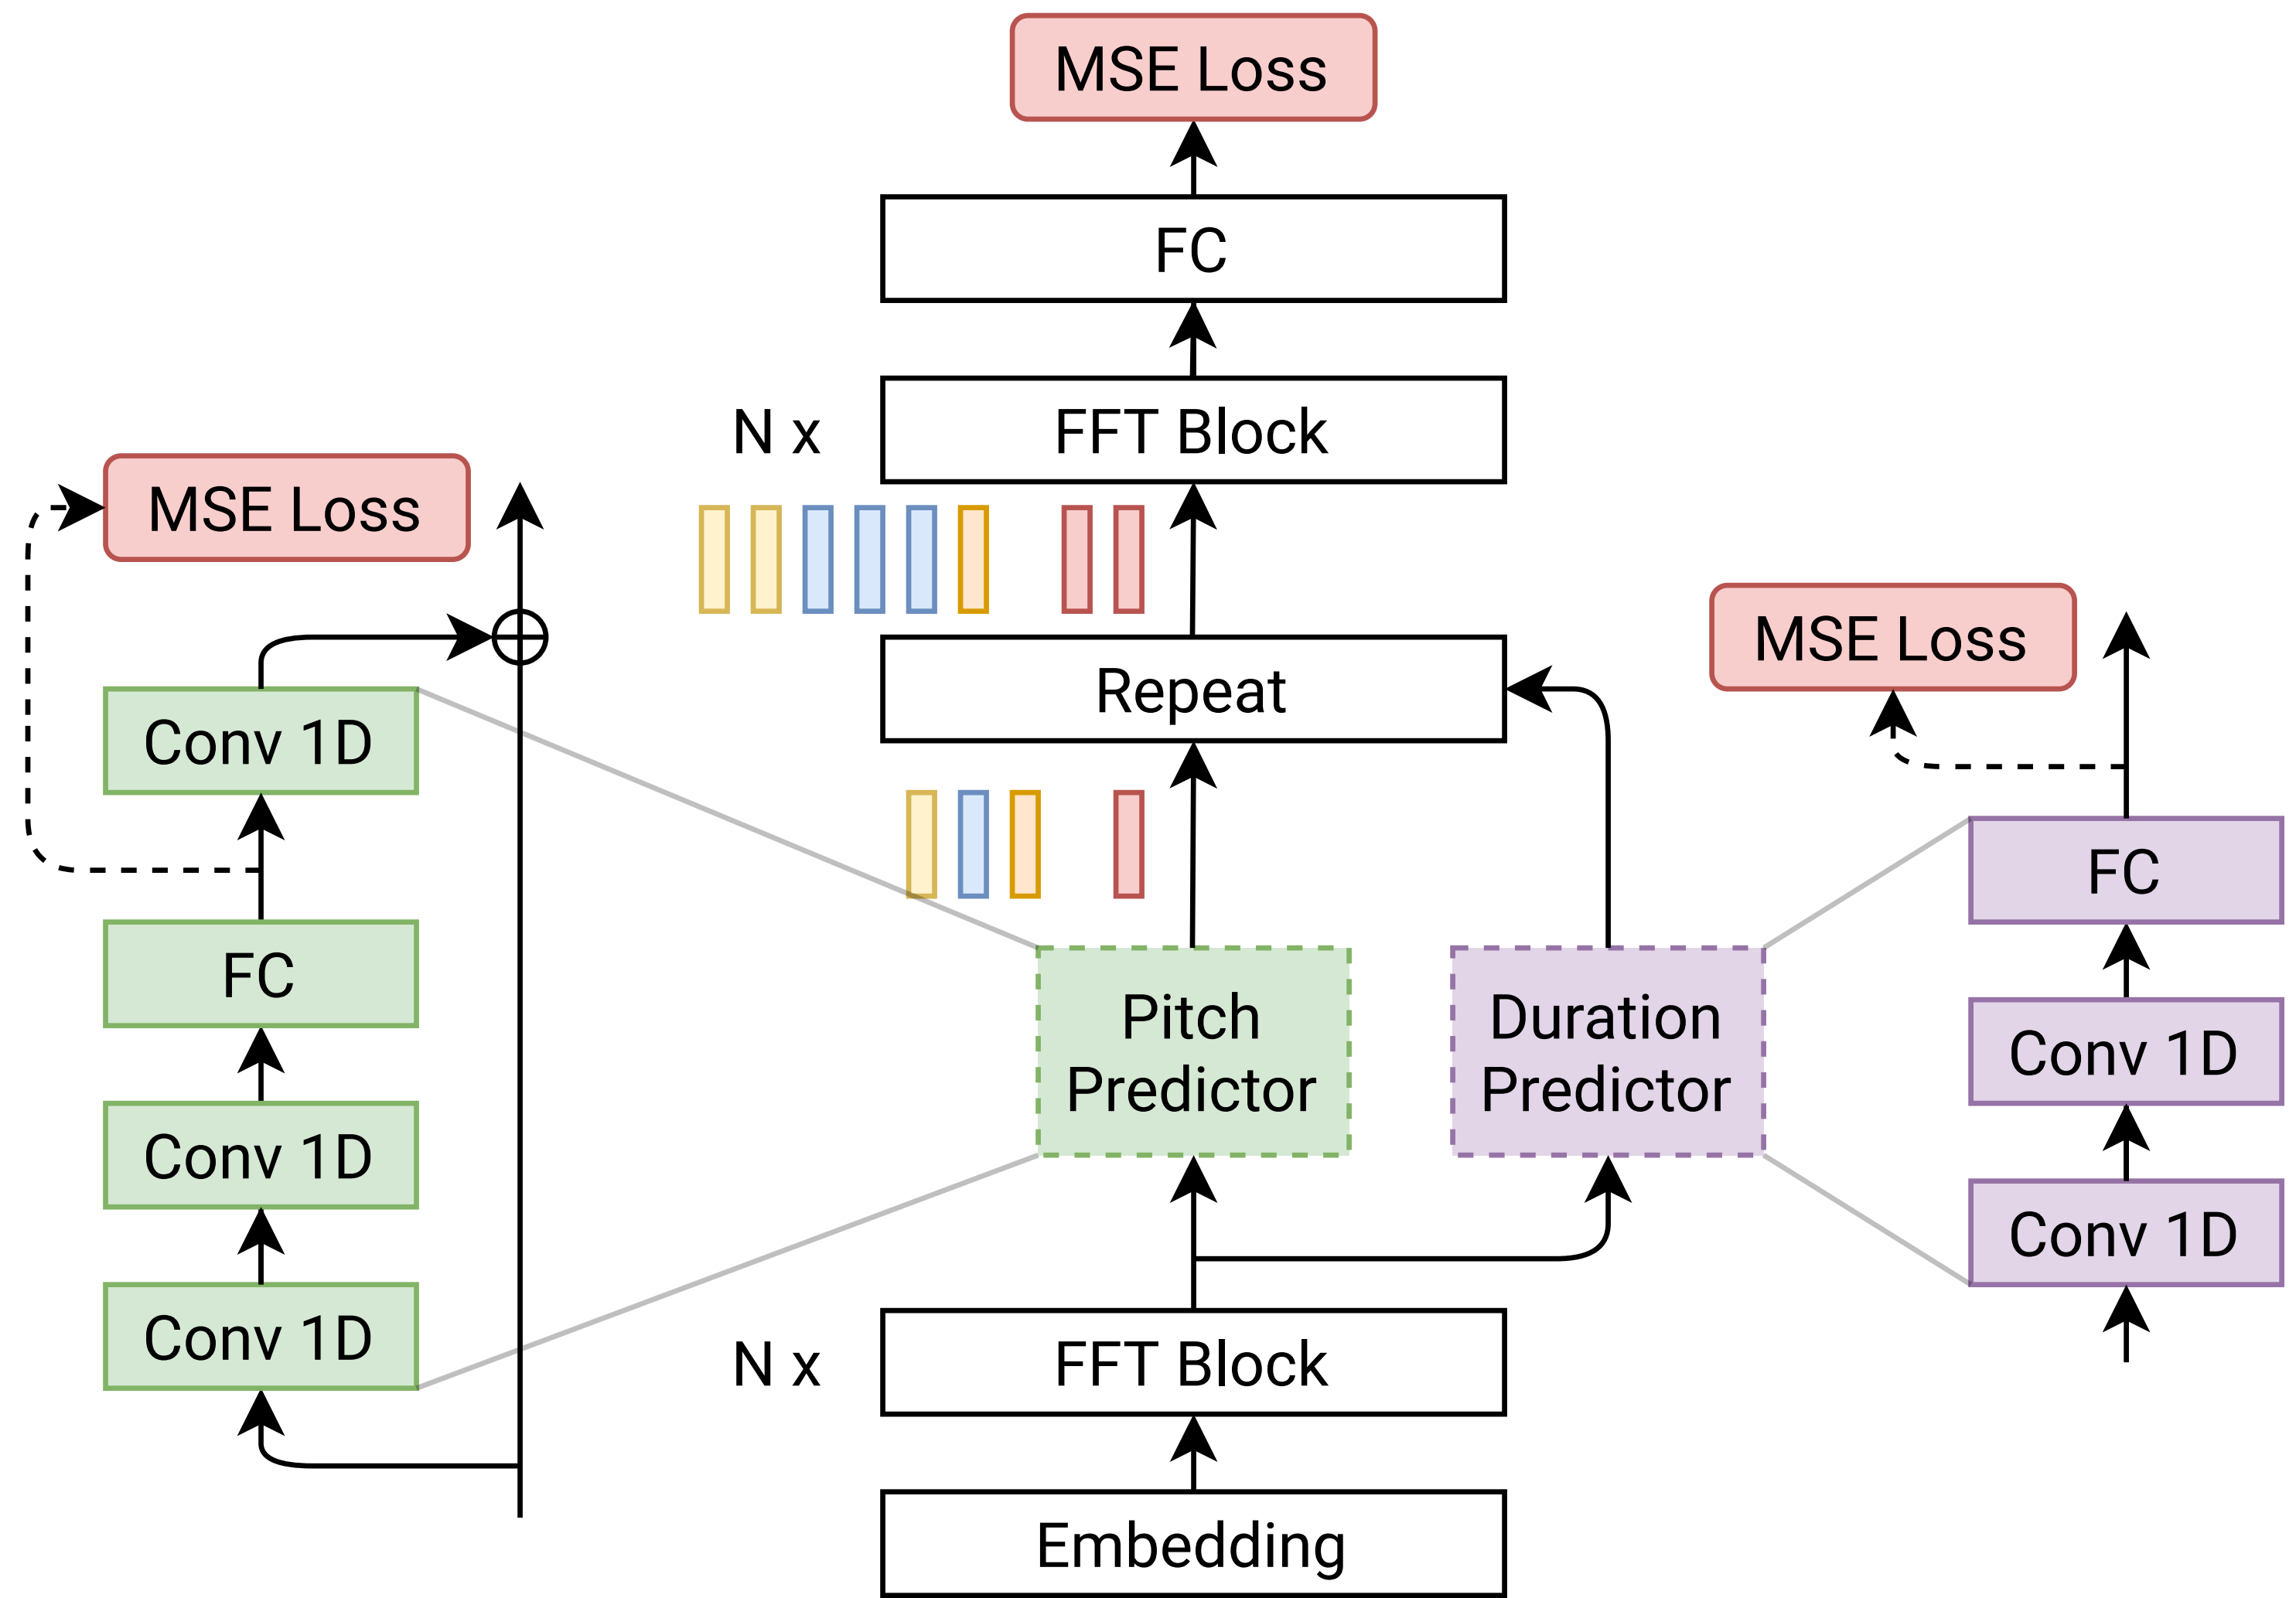 MSE Loss
FC
N x
FFT Block
MSE Loss
MSE Loss
Repeat
Conv 1D
FC
FC
Pitch
Predictor
Duration
Predictor
Conv 1D
Conv 1D
Conv 1D
Conv 1D
N x
FFT Block
Embedding